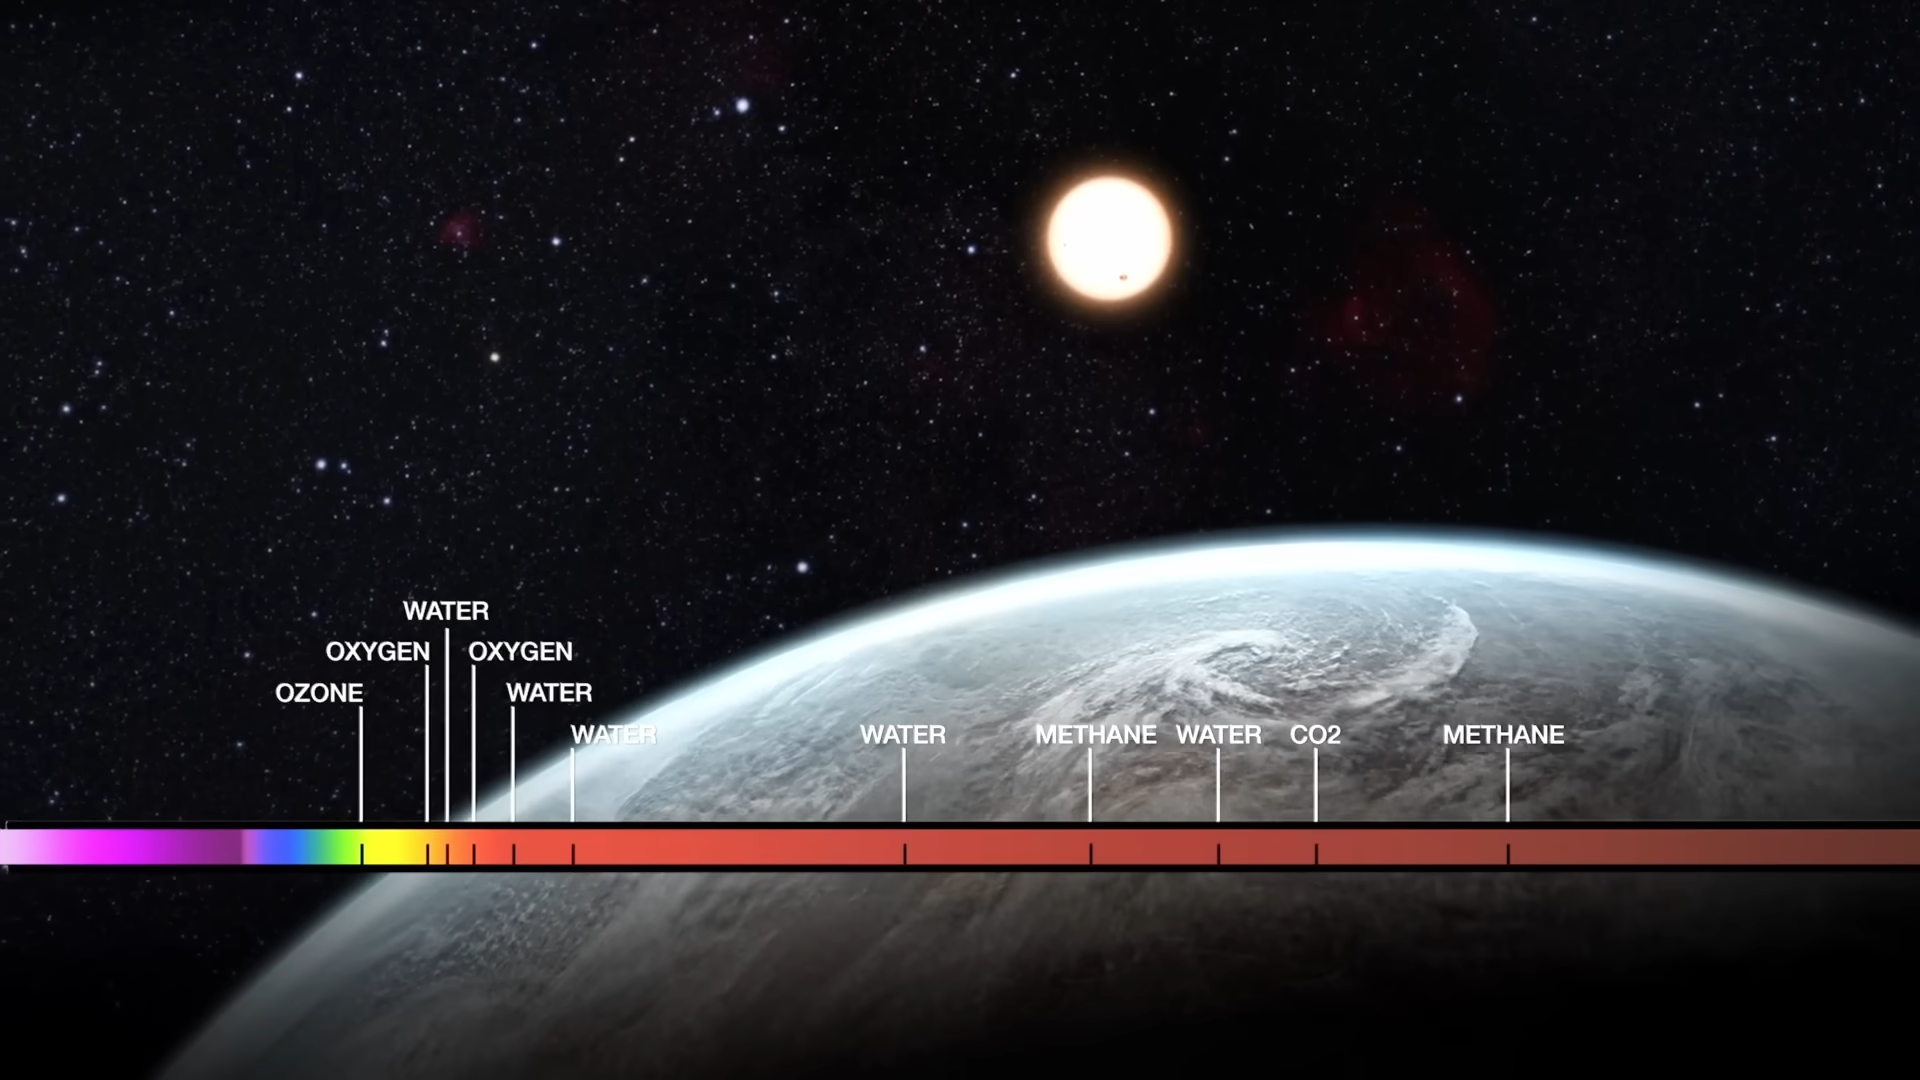 WATER
OXYGEN OXYGEN
OZONE WATER
WATER WATER METHANE WATER CO2 METHANE